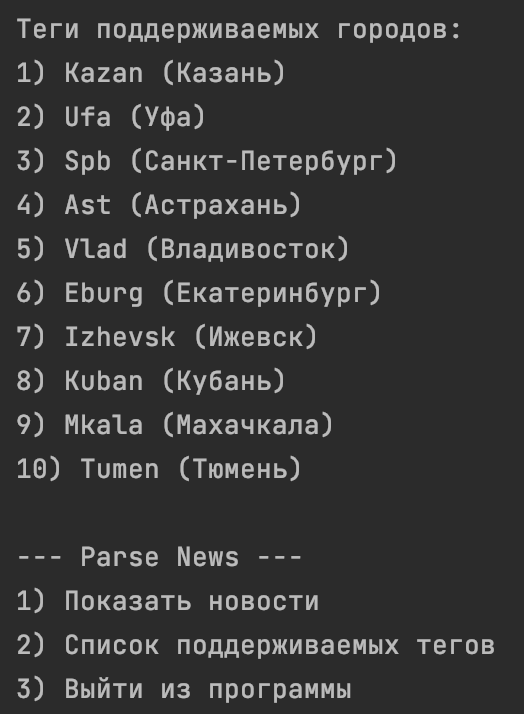 Теги поддерживаемых городов:
1) Kazan (Казань)
2) Ufa (Уфа)
3) Spb (Санкт-Петербург)
4) Ast (Астрахань)
5) Vlad (Владивосток)
6) Eburg (Екатеринбург)
7) Izhevsk (Ижевск)
8) Kuban (Кубань)
9) Mkala (Махачкала)
10) Tumen (Тюмень)
--- Parse News ---
1) Показать новости
2) Список поддерживаемых тегов
3) Выйти из программы